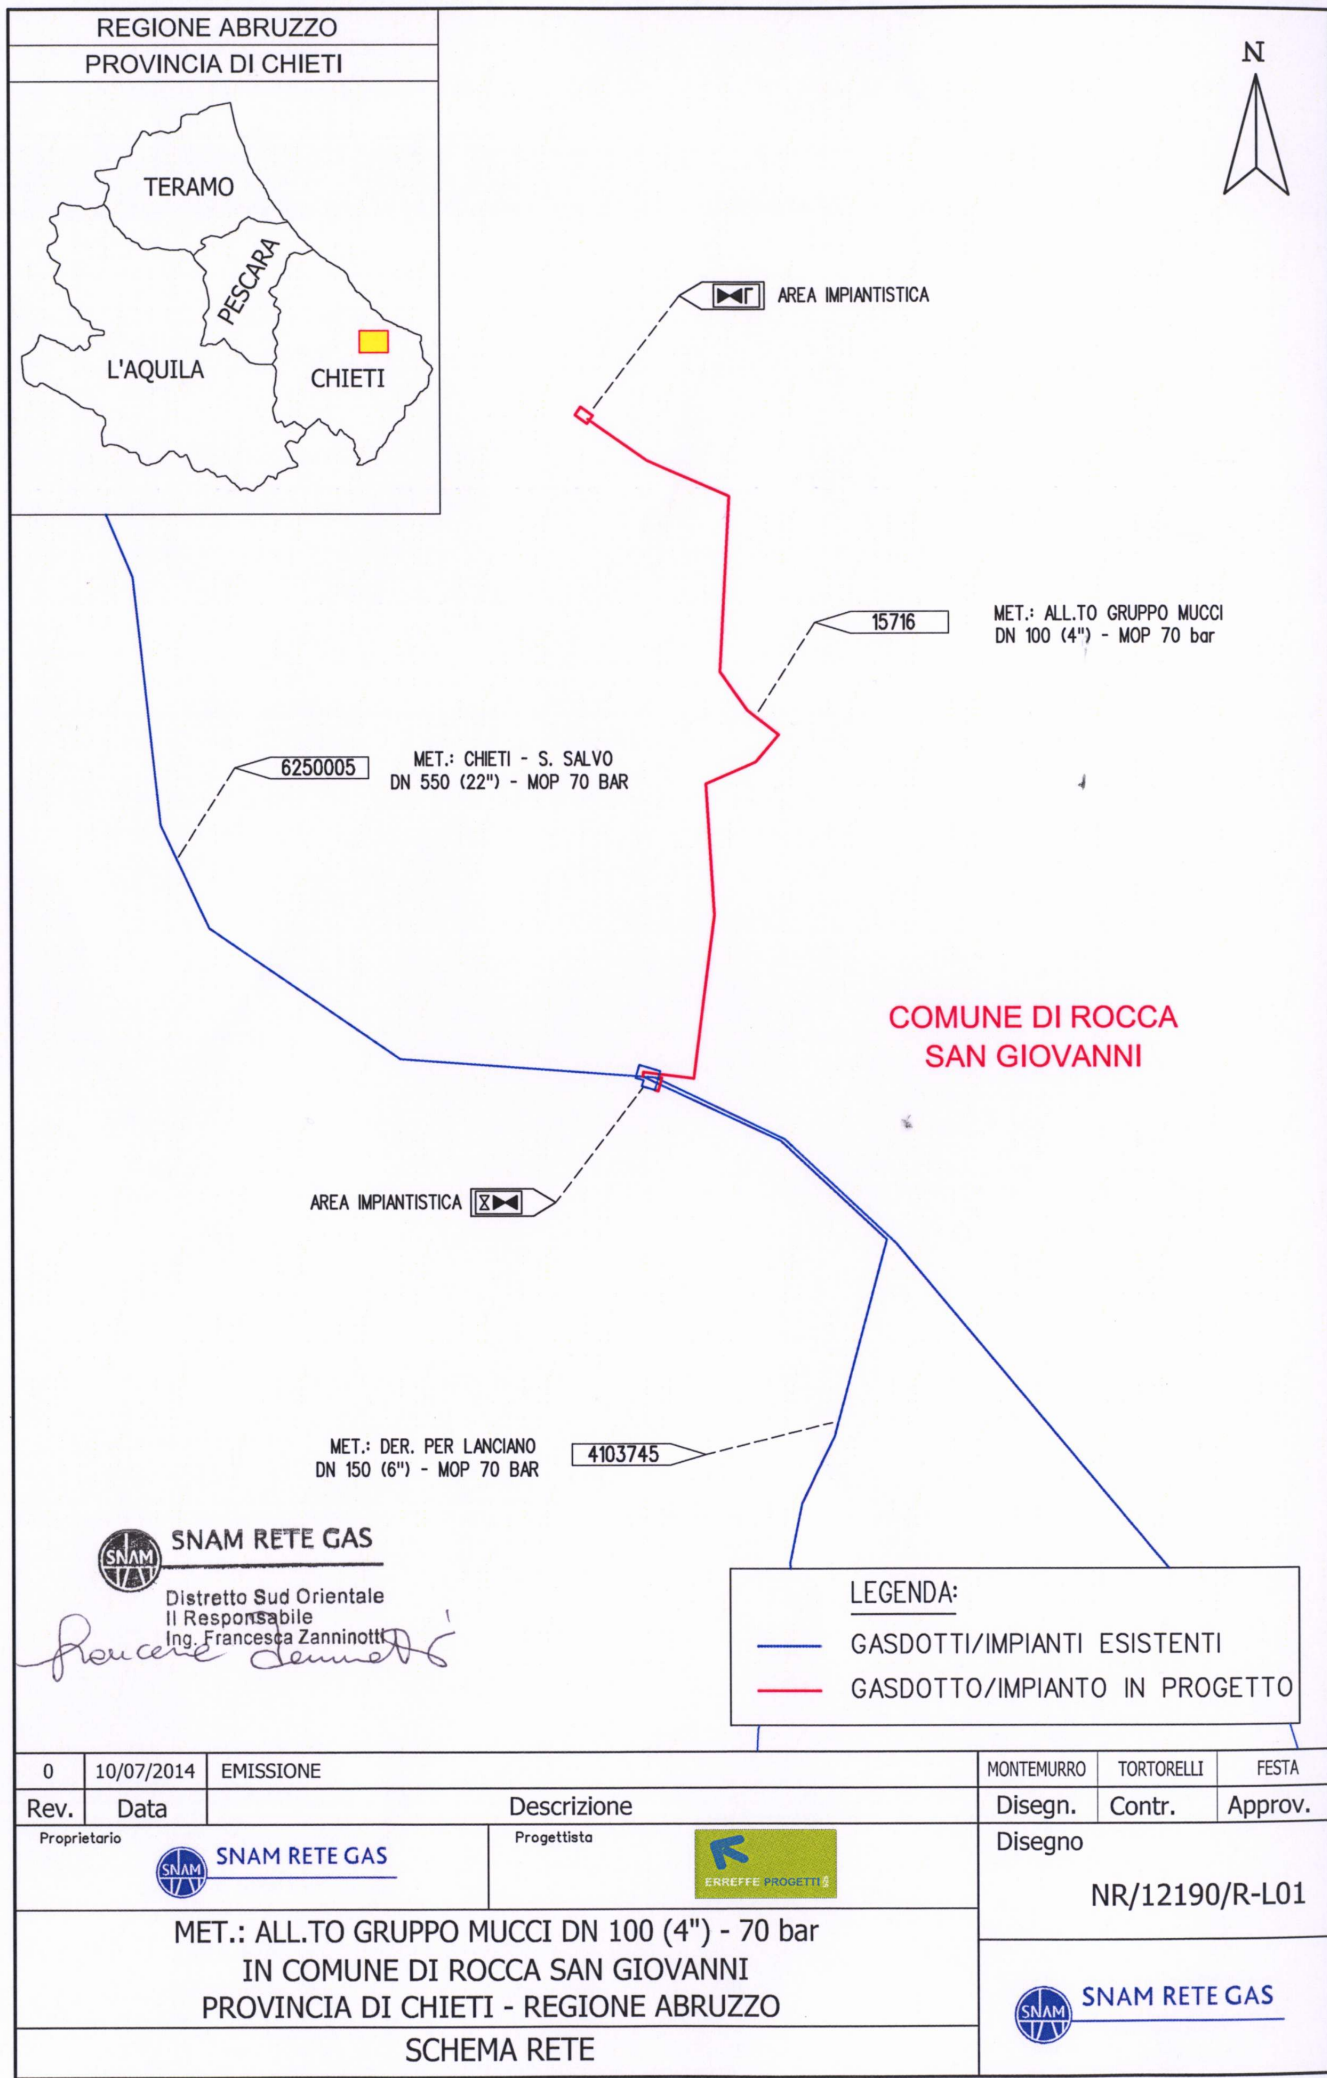 REGIONE ABRUZZO
PROVINCIA DI CHIETI
TERAMO
PESCARA
L'AQUILA
CHIETI
N
AREA IMPIANTISTICA
15716
MET.: ALL.TO GRUPPO MUCCI
DN 100 (4") - MOP 70 bar
6250005
MET.: CHIETI - S. SALVO
DN 550 (22") - MOP 70 BAR
COMUNE DI ROCCA
SAN GIOVANNI
AREA IMPIANTISTICA
MET.: DER. PER LANCIANO
DN 150 (6") - MOP 70 BAR
4103745
SNAM
SNAM RETE GAS
Distretto Sud Orientale
Il Responsabile
Ing. Francesca Zanninotti
LEGENDA:
GASDOTTI/IMPIANTI ESISTENTI
GASDOTTO/IMPIANTO IN PROGETTO
0 10/07/2014 EMISSIONE MONTEMURRO TORTORELLI FESTA
Rev. Data Descrizione Disegn. Contr. Approv.
Proprietario
SNAM
SNAM RETE GAS
Progettista
ERREFFE PROGETTI
Disegno
NR/12190/R-L01
MET.: ALL.TO GRUPPO MUCCI DN 100 (4") - 70 bar
IN COMUNE DI ROCCA SAN GIOVANNI
PROVINCIA DI CHIETI - REGIONE ABRUZZO
SCHEMA RETE
SNAM
SNAM RETE GAS